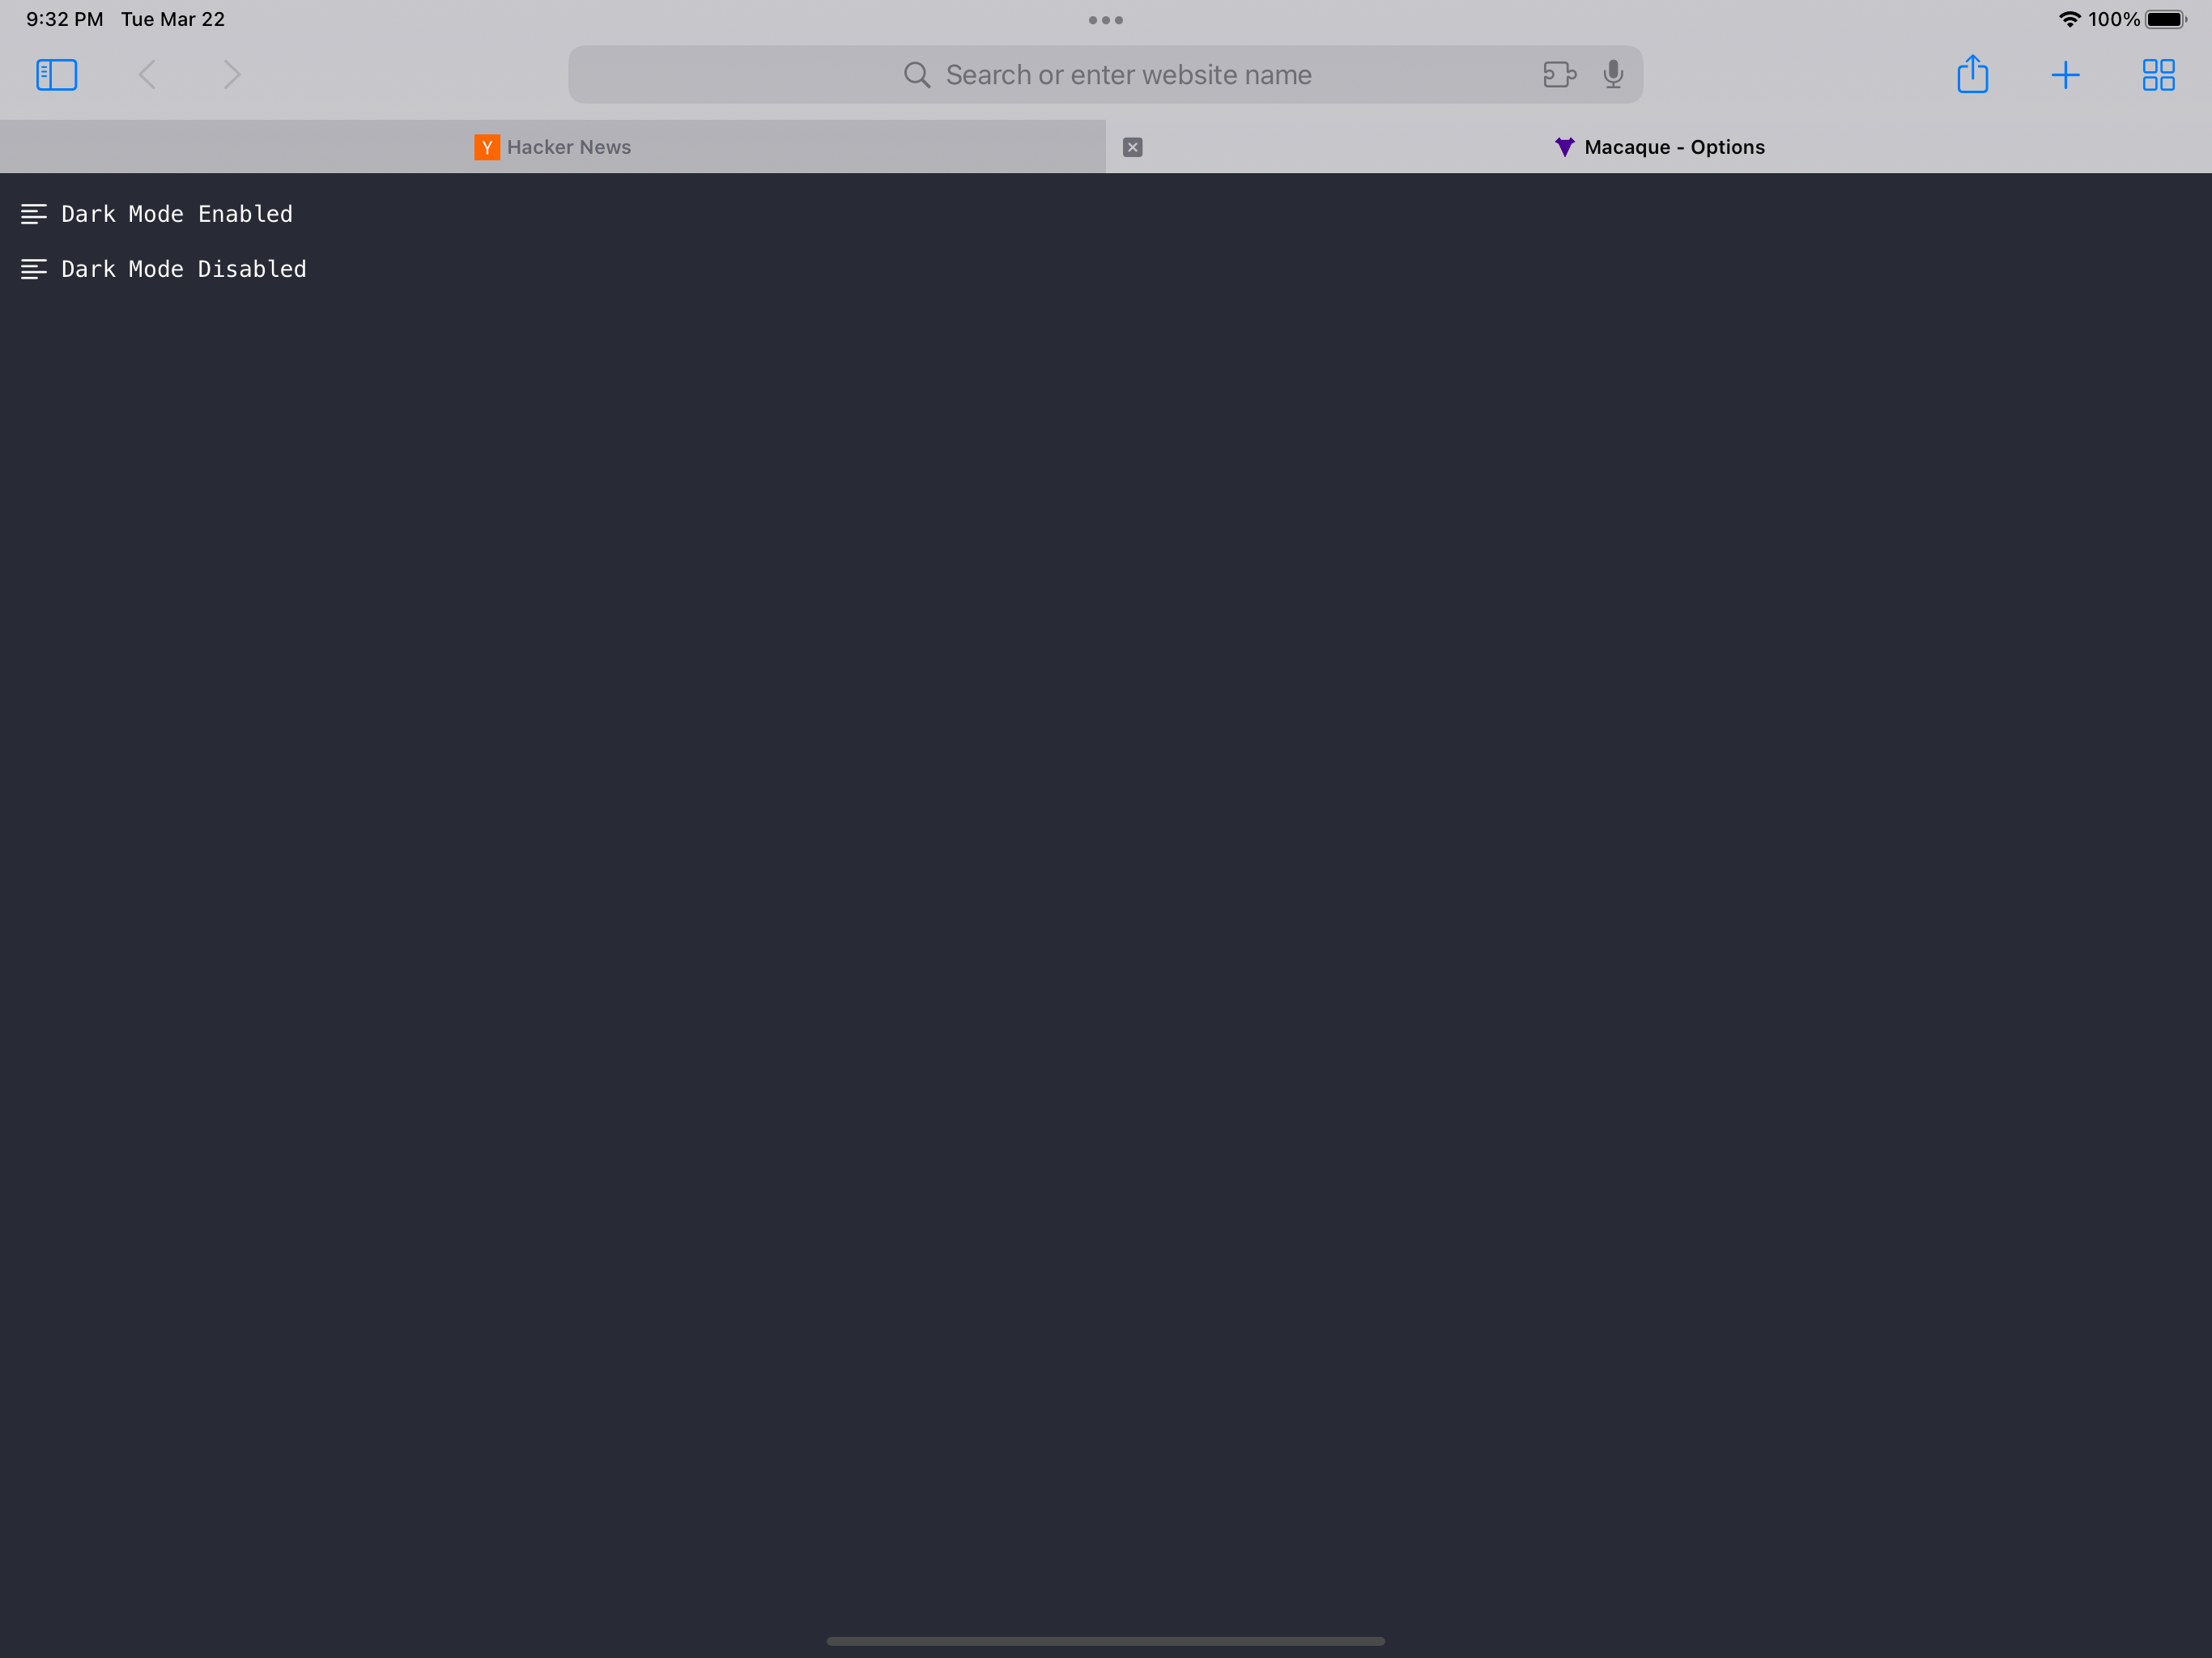 9:32 PM Tue Mar 22
100%
Search or enter website name
Y Hacker News
Macaque - Options
Dark Mode Enabled
Dark Mode Disabled